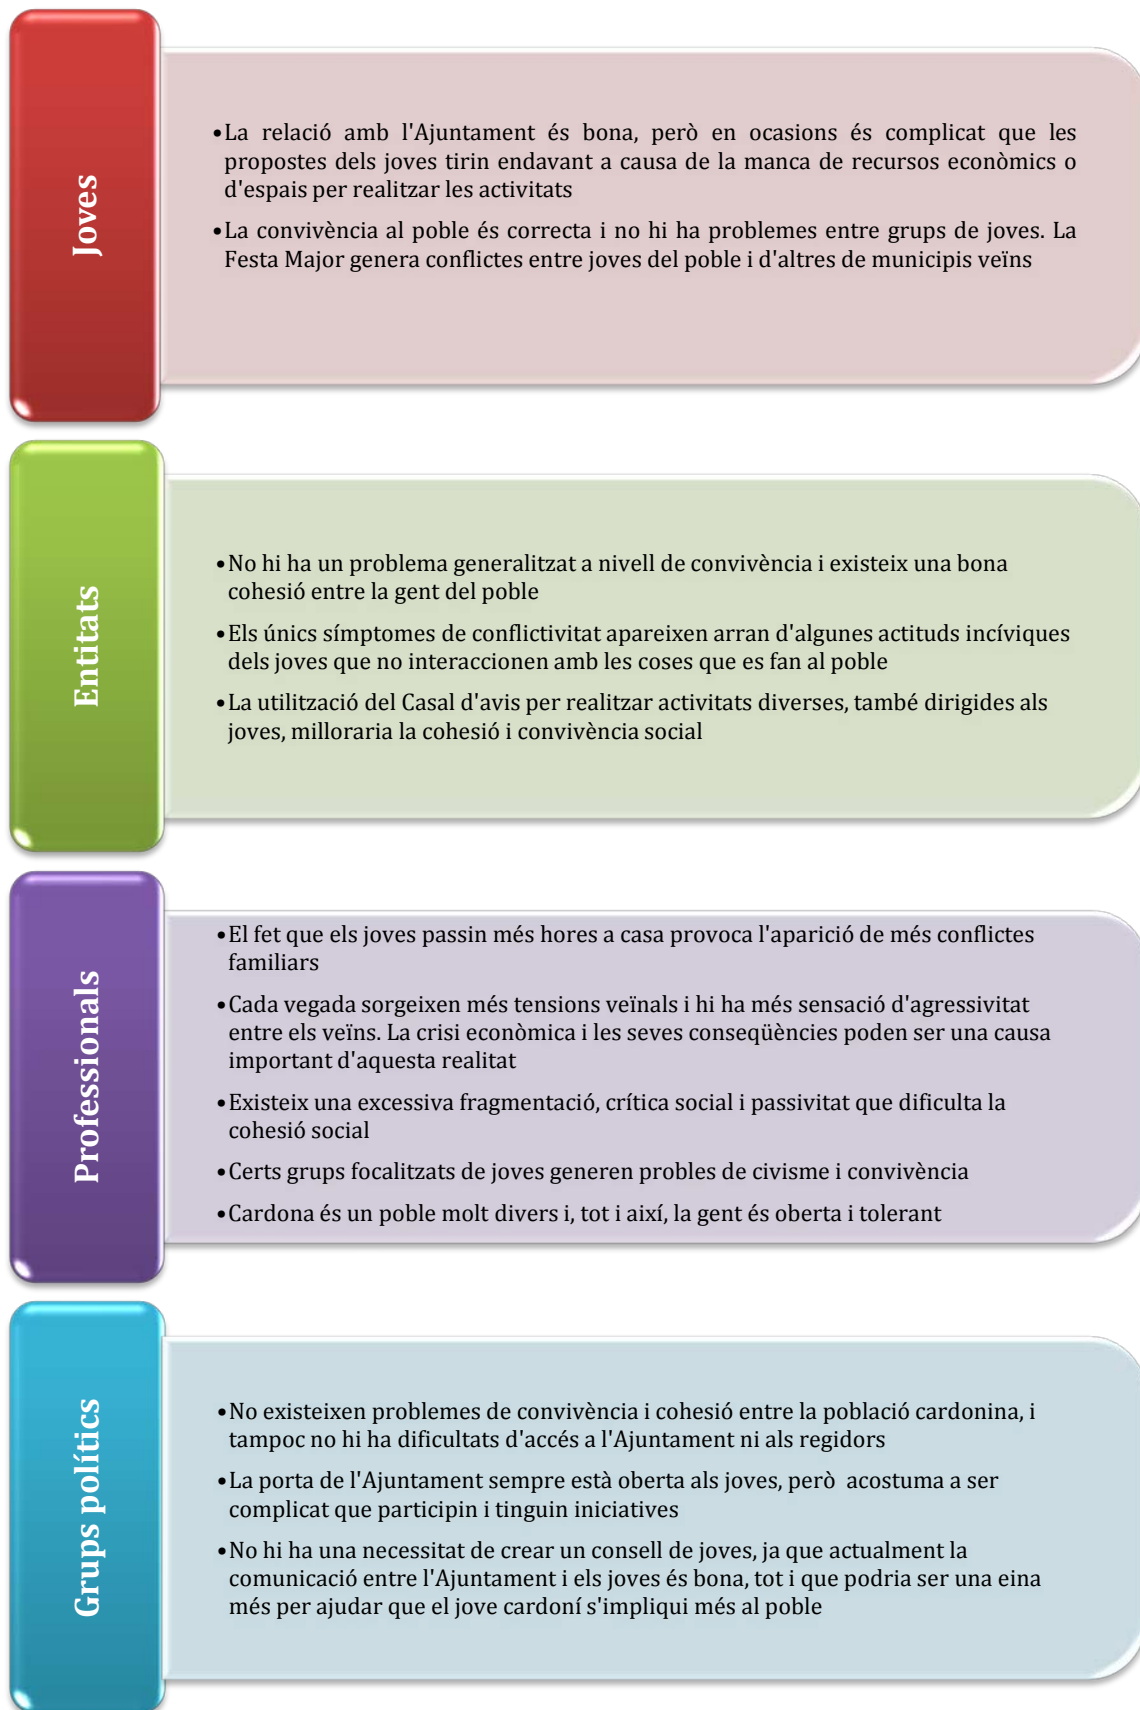 Joves
•La relació amb l'Ajuntament és bona, però en ocasions és complicat que les
propostes dels joves tirin endavant a causa de la manca de recursos econòmics o
d'espais per realitzar les activitats
•La convivència al poble és correcta i no hi ha problemes entre grups de joves. La
Festa Major genera conflictes entre joves del poble i d'altres de municipis veïns
Entitats
•No hi ha un problema generalitzat a nivell de convivència i existeix una bona
cohesió entre la gent del poble
•Els únics símptomes de conflictivitat apareixen arran d'algunes actituds incíviques
dels joves que no interaccionen amb les coses que es fan al poble
•La utilització del Casal d'avis per realitzar activitats diverses, també dirigides als
joves, milloraria la cohesió i convivència social
Professionals
•El fet que els joves passin més hores a casa provoca l'aparició de més conflictes
familiars
•Cada vegada sorgeixen més tensions veïnals i hi ha més sensació d'agressivitat
entre els veïns. La crisi econòmica i les seves conseqüències poden ser una causa
important d'aquesta realitat
•Existeix una excessiva fragmentació, crítica social i passivitat que dificulta la
cohesió social
•Certs grups focalitzats de joves generen probles de civisme i convivència
•Cardona és un poble molt divers i, tot i així, la gent és oberta i tolerant
Grups polítics
•No existeixen problemes de convivència i cohesió entre la població cardonina, i
tampoc no hi ha dificultats d'accés a l'Ajuntament ni als regidors
•La porta de l'Ajuntament sempre està oberta als joves, però  acostuma a ser
complicat que participin i tinguin iniciatives
•No hi ha una necessitat de crear un consell de joves, ja que actualment la
comunicació entre l'Ajuntament i els joves és bona, tot i que podria ser una eina
més per ajudar que el jove cardoní s'impliqui més al poble